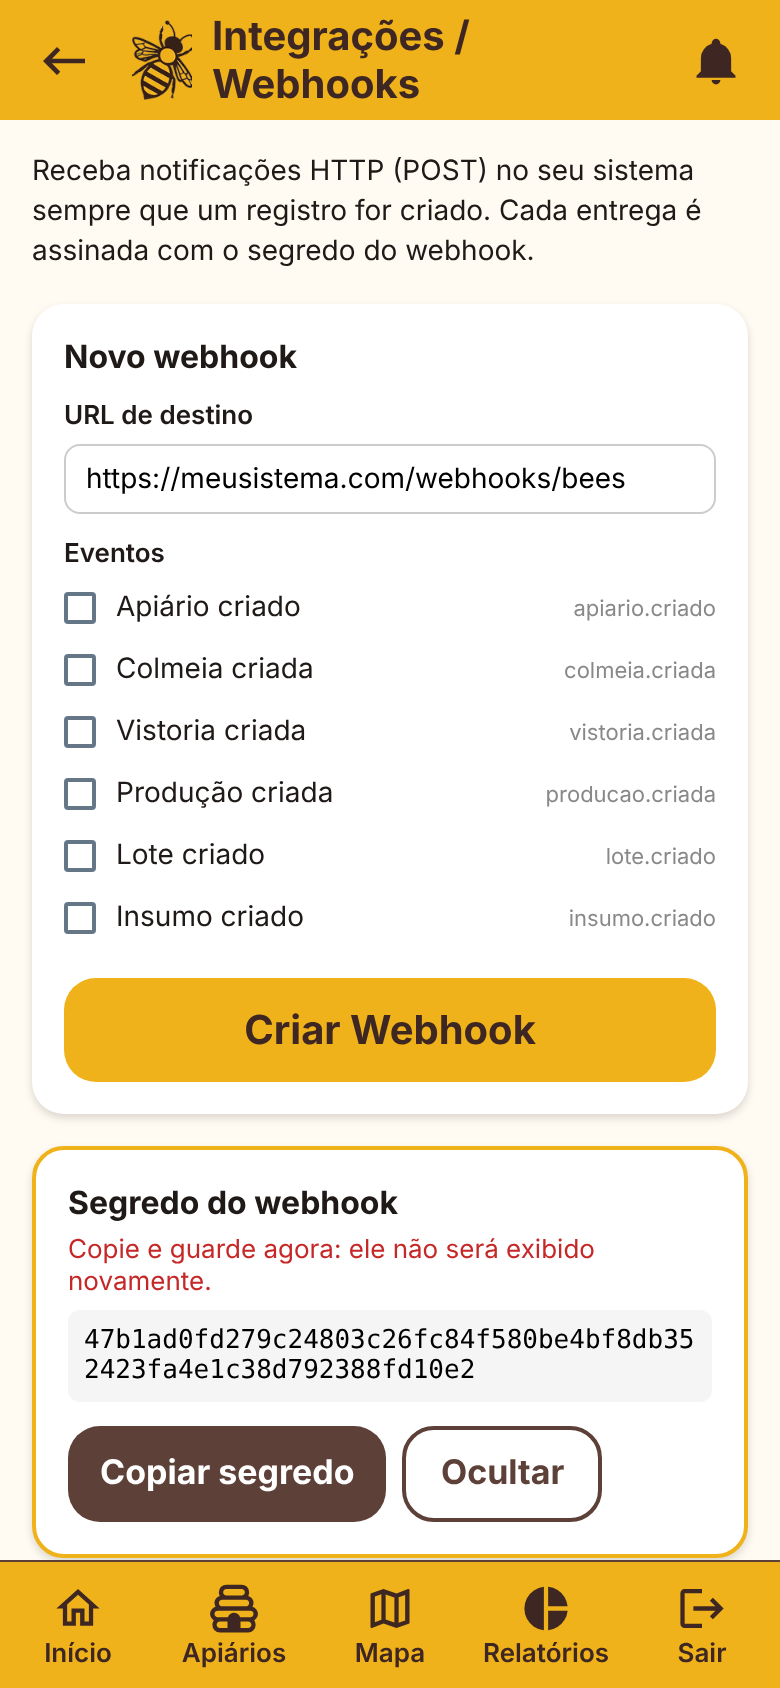 Integrações /
Webhooks
Receba notificações HTTP (POST) no seu sistema
sempre que um registro for criado. Cada entrega é
assinada com o segredo do webhook.
Novo webhook
URL de destino
https://meusistema.com/webhooks/bees
Eventos
Apiário criado apiario.criado
Colmeia criada colmeia.criada
Vistoria criada vistoria.criada
Produção criada producao.criada
Lote criado lote.criado
Insumo criado insumo.criado
Criar Webhook
Segredo do webhook
Copie e guarde agora: ele não será exibido
novamente.
47b1ad0fd279c24803c26fc84f580be4bf8db35
2423fa4e1c38d792388fd10e2
Copiar segredo Ocultar
Início Apiários Mapa Relatórios Sair